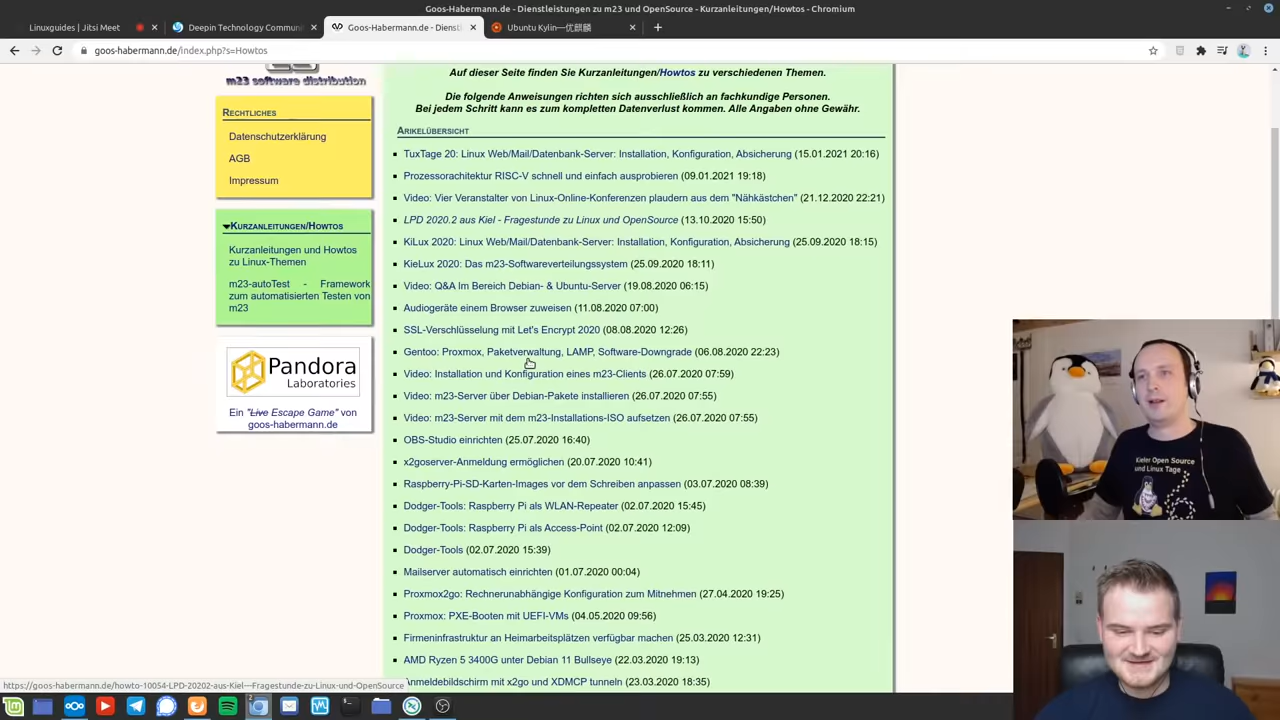 Goos-Habermann.de - Dienstleistungen zu m23 und OpenSource - Kurzanleitungen/Howtos - Chromium
Linuxguides | Jitsi Meet
Deepin Technology Commun
Goos-Habermann.de - Dienstl
Ubuntu Kylin—优麒麟
goos-habermann.de/index.php?s=Howtos
m23 software distribution
Rechtliches
Datenschutzerklärung
AGB
Impressum
Kurzanleitungen/Howtos
Kurzanleitungen und Howtos
zu Linux-Themen
m23-autoTest - Framework
zum automatisierten Testen von
m23
Pandora
Laboratories
Ein "Live Escape Game" von
goos-habermann.de
Auf dieser Seite finden Sie Kurzanleitungen/Howtos zu verschiedenen Themen.
Die folgende Anweisungen richten sich ausschließlich an fachkundige Personen.
Bei jedem Schritt kann es zum kompletten Datenverlust kommen. Alle Angaben ohne Gewähr.
Arikelübersicht
TuxTage 20: Linux Web/Mail/Datenbank-Server: Installation, Konfiguration, Absicherung (15.01.2021 20:16)
Prozessorachitektur RISC-V schnell und einfach ausprobieren (09.01.2021 19:18)
Video: Vier Veranstalter von Linux-Online-Konferenzen plaudern aus dem "Nähkästchen" (21.12.2020 22:21)
LPD 2020.2 aus Kiel - Fragestunde zu Linux und OpenSource (13.10.2020 15:50)
KiLux 2020: Linux Web/Mail/Datenbank-Server: Installation, Konfiguration, Absicherung (25.09.2020 18:15)
KieLux 2020: Das m23-Softwareverteilungssystem (25.09.2020 18:11)
Video: Q&A Im Bereich Debian- & Ubuntu-Server (19.08.2020 06:15)
Audiogeräte einem Browser zuweisen (11.08.2020 07:00)
SSL-Verschlüsselung mit Let's Encrypt 2020 (08.08.2020 12:26)
Gentoo: Proxmox, Paketverwaltung, LAMP, Software-Downgrade (06.08.2020 22:23)
Video: Installation und Konfiguration eines m23-Clients (26.07.2020 07:59)
Video: m23-Server über Debian-Pakete installieren (26.07.2020 07:55)
Video: m23-Server mit dem m23-Installations-ISO aufsetzen (26.07.2020 07:55)
OBS-Studio einrichten (25.07.2020 16:40)
x2goserver-Anmeldung ermöglichen (20.07.2020 10:41)
Raspberry-Pi-SD-Karten-Images vor dem Schreiben anpassen (03.07.2020 08:39)
Dodger-Tools: Raspberry Pi als WLAN-Repeater (02.07.2020 15:45)
Dodger-Tools: Raspberry Pi als Access-Point (02.07.2020 12:09)
Dodger-Tools (02.07.2020 15:39)
Mailserver automatisch einrichten (01.07.2020 00:04)
Proxmox2go: Rechnerunabhängige Konfiguration zum Mitnehmen (27.04.2020 19:25)
Proxmox: PXE-Booten mit UEFI-VMs (04.05.2020 09:56)
Firmeninfrastruktur an Heimarbeitsplätzen verfügbar machen (25.03.2020 12:31)
AMD Ryzen 5 3400G unter Debian 11 Bullseye (22.03.2020 19:13)
Anmeldebildschirm mit x2go und XDMCP tunneln (23.03.2020 18:35)
https://goos-habermann.de/howto-10054-LPD-20202-aus-Kiel---Fragestunde-zu-Linux-und-OpenSource
Kieler Open Source
und Linux Tage